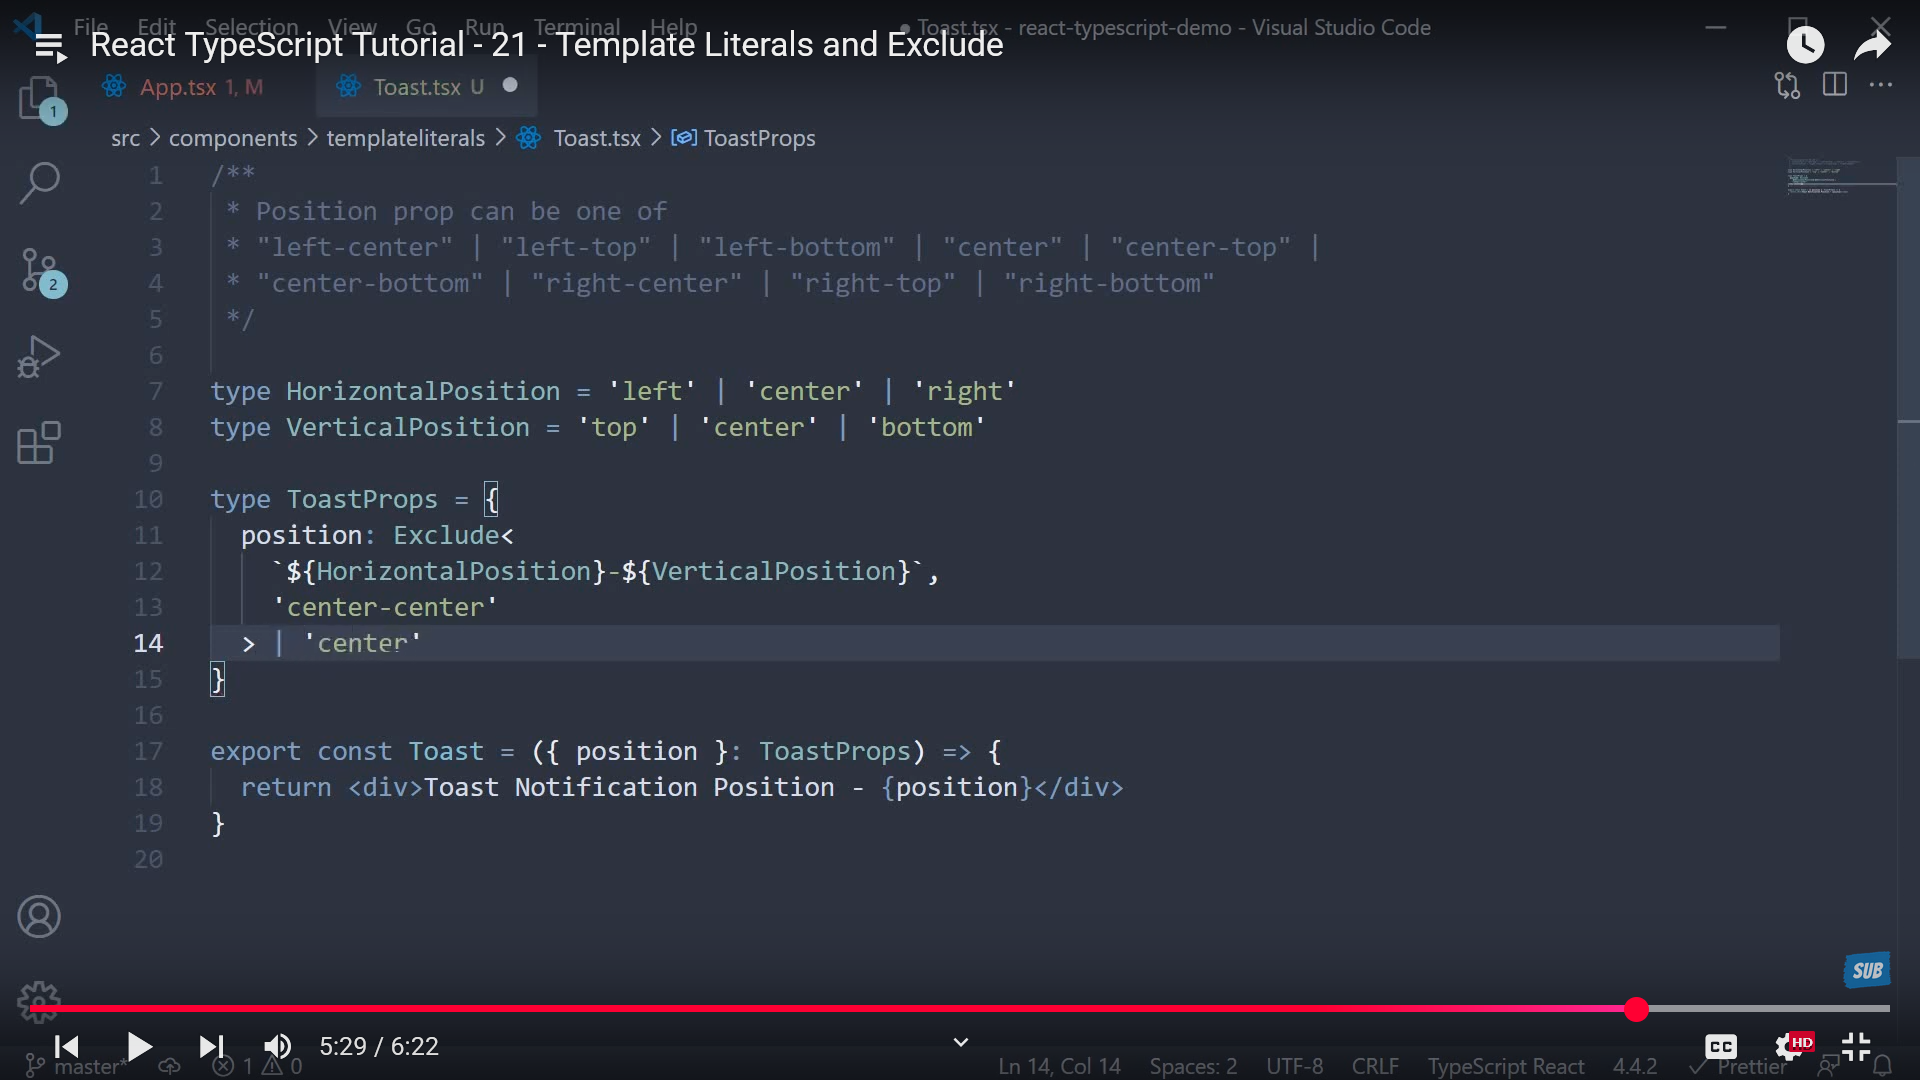 File Edit Selection View Go Run Terminal Help
● Toast.tsx - react-typescript-demo - Visual Studio Code
React TypeScript Tutorial - 21 - Template Literals and Exclude
App.tsx 1, M
Toast.tsx U
1
src > components > templateliterals > Toast.tsx > ToastProps
1 /**
2 * Position prop can be one of
3 * "left-center" | "left-top" | "left-bottom" | "center" | "center-top" |
4 * "center-bottom" | "right-center" | "right-top" | "right-bottom"
2
5 */
6
7 type HorizontalPosition = 'left' | 'center' | 'right'
8 type VerticalPosition = 'top' | 'center' | 'bottom'
9
10 type ToastProps = {
11 position: Exclude<
12 `${HorizontalPosition}-${VerticalPosition}`,
13 'center-center'
14 > | 'center'
15 }
16
17 export const Toast = ({ position }: ToastProps) => {
18 return <div>Toast Notification Position - {position}</div>
19 }
20
SUB
5:29 / 6:22
CC
HD
master* 1 0
Ln 14, Col 14 Spaces: 2 UTF-8 CRLF TypeScript React 4.4.2 Prettier